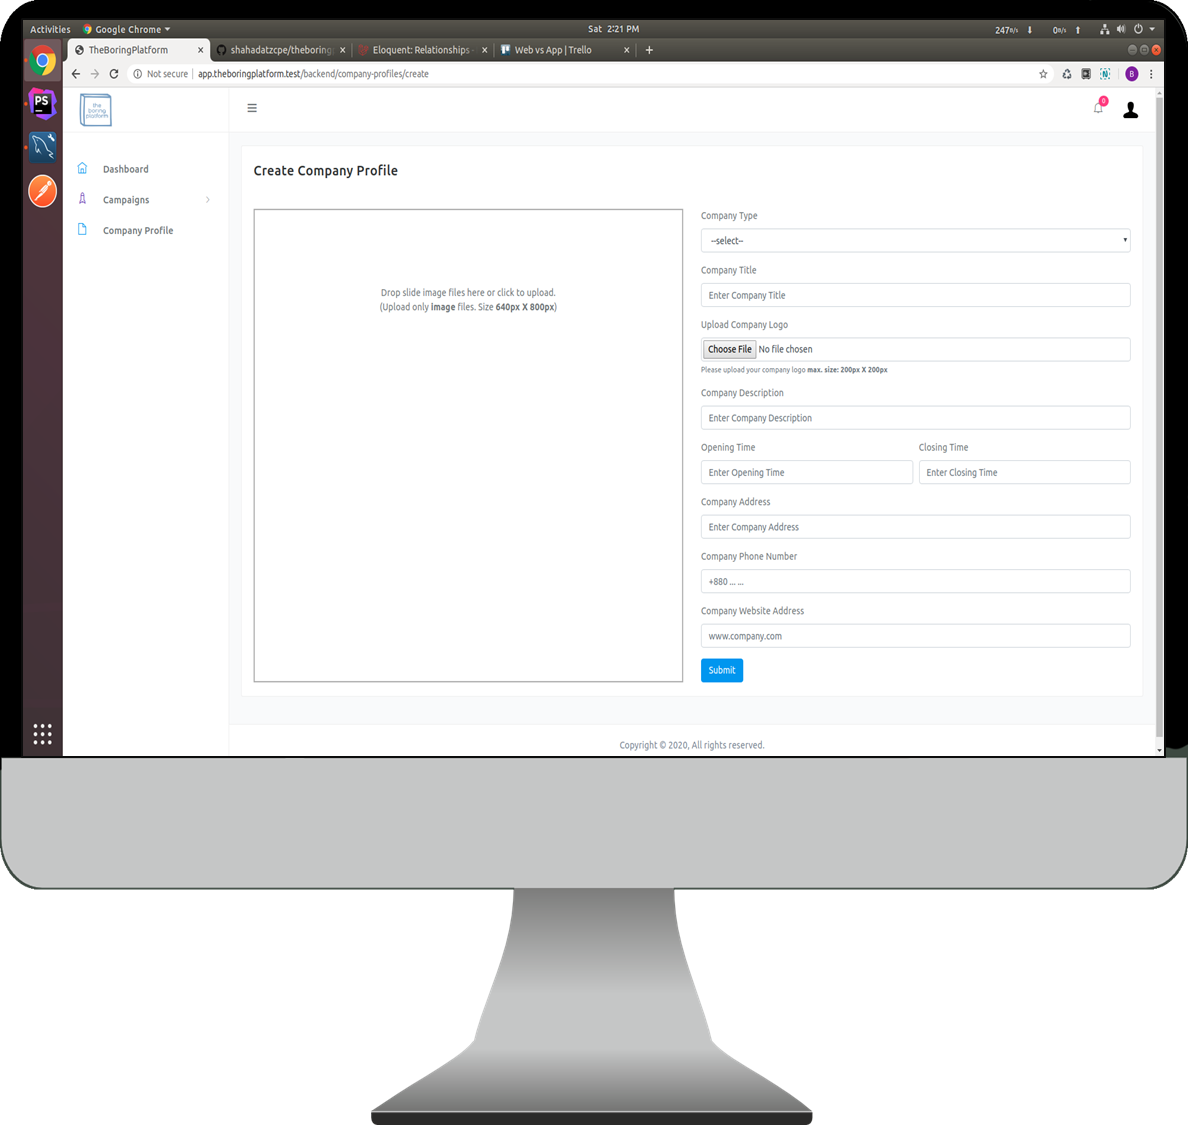 Activities Google Chrome Sat 2:21 PM 247B/s 0B/s
TheBoringPlatform shahadatzcpe/theboring Eloquent: Relationships Web vs App | Trello
Not secure app.theboringplatform.test/backend/company-profiles/create B
PS
the
boring
platform
0
Dashboard
Campaigns
Company Profile
Create Company Profile
Drop slide image files here or click to upload.
(Upload only image files. Size 640px X 800px)
Company Type
--select--
Company Title
Enter Company Title
Upload Company Logo
Choose File No file chosen
Please upload your company logo max. size: 200px X 200px
Company Description
Enter Company Description
Opening Time Closing Time
Enter Opening Time Enter Closing Time
Company Address
Enter Company Address
Company Phone Number
+880 ... ...
Company Website Address
www.company.com
Submit
Copyright © 2020, All rights reserved.